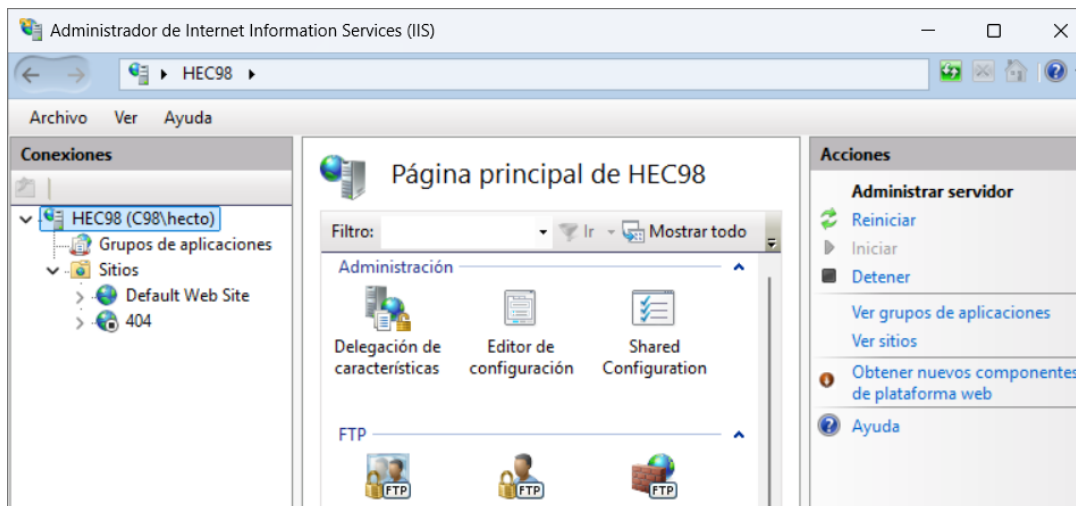 Administrador de Internet Information Services (IIS)
HEC98
Archivo Ver Ayuda
Conexiones
HEC98 (C98\hecto)
Grupos de aplicaciones
Sitios
Default Web Site
404
Página principal de HEC98
Filtro: Ir Mostrar todo
Administración
Delegación de
características
Editor de
configuración
Shared
Configuration
FTP
FTP
FTP
FTP
Acciones
Administrar servidor
Reiniciar
Iniciar
Detener
Ver grupos de aplicaciones
Ver sitios
Obtener nuevos componentes
de plataforma web
Ayuda